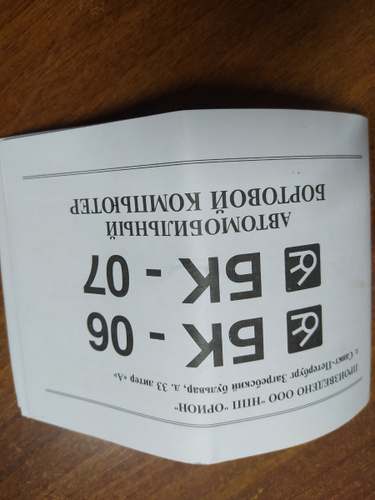 ПРОИЗВЕДЕНО ООО "НПП "ОРИОН"
г. Санкт-Петербург Загребский бульвар, д. 33 литер «А»
БК - 06
БК - 07
АВТОМОБИЛЬНЫЙ
БОРТОВОЙ КОМПЬЮТЕР